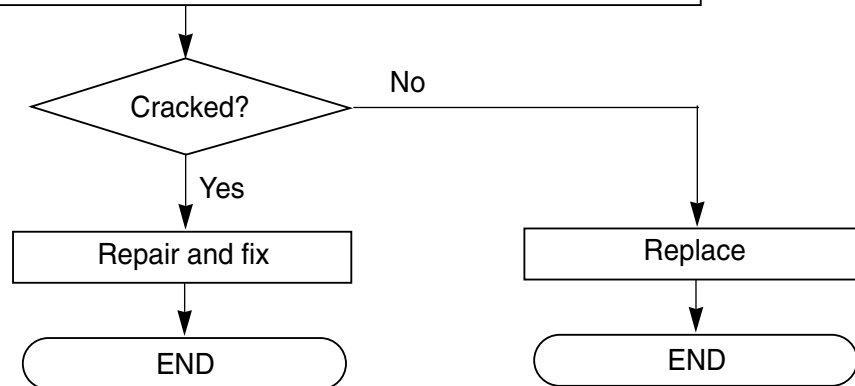 No
Cracked?
Yes
Repair and fix
Replace
END
END